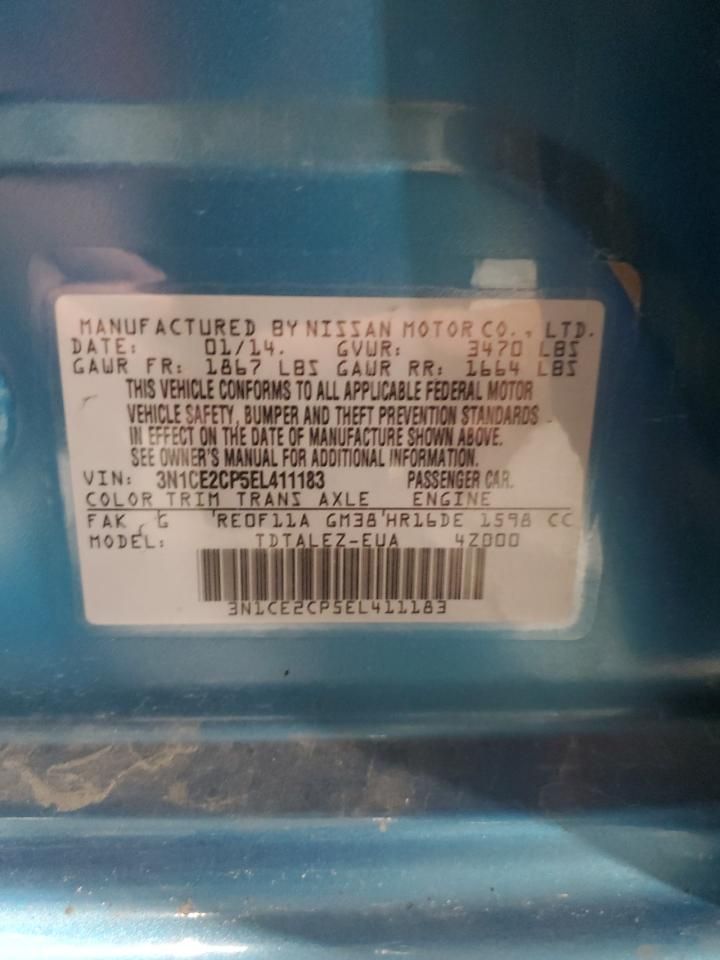 MANUFACTURED BY NISSAN MOTOR CO., LTD.
DATE: 01/14. GVWR: 3470 LBS
GAWR FR: 1867 LBS GAWR RR: 1664 LBS
THIS VEHICLE CONFORMS TO ALL APPLICABLE FEDERAL MOTOR
VEHICLE SAFETY, BUMPER AND THEFT PREVENTION STANDARDS
IN EFFECT ON THE DATE OF MANUFACTURE SHOWN ABOVE.
SEE OWNER'S MANUAL FOR ADDITIONAL INFORMATION.
VIN: 3N1CE2CP5EL411183 PASSENGER CAR.
COLOR TRIM TRANS AXLE ENGINE
FAK G RE0F11A GM38 HR16DE 1598 CC
MODEL: TDTALEZ-EUA 4Z000
3N1CE2CP5EL411183